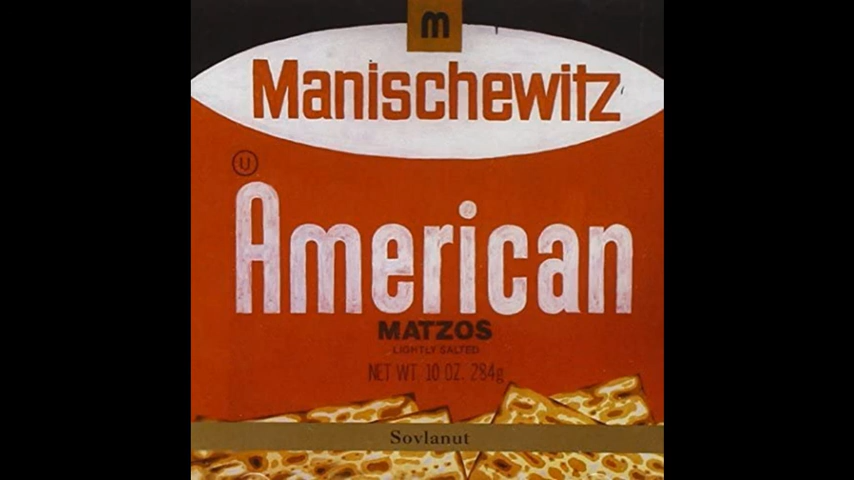 m
Manischewitz
U
American
MATZOS
LIGHTLY SALTED
NET WT. 10 OZ. 284g
Sovlanut